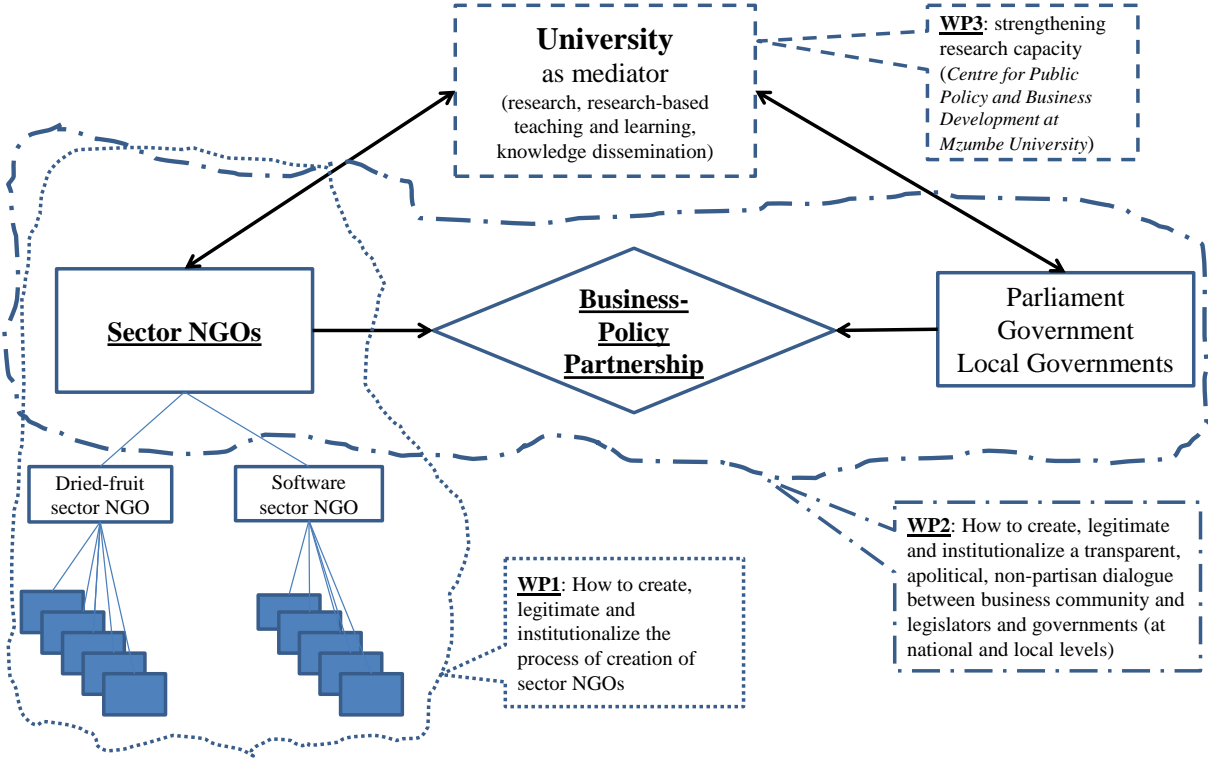 University
as mediator
(research, research-based
teaching and learning,
knowledge dissemination)
WP3: strengthening
research capacity
(Centre for Public
Policy and Business
Development at
Mzumbe University)
Sector NGOs
Business-
Policy
Partnership
Parliament
Government
Local Governments
Dried-fruit
sector NGO
Software
sector NGO
WP1: How to create,
legitimate and
institutionalize the
process of creation of
sector NGOs
WP2: How to create, legitimate
and institutionalize a transparent,
apolitical, non-partisan dialogue
between business community and
legislators and governments (at
national and local levels)